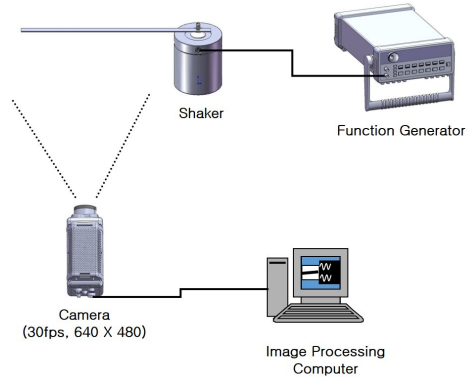 Shaker
Function Generator
Camera
(30fps, 640 X 480)
Image Processing
Computer